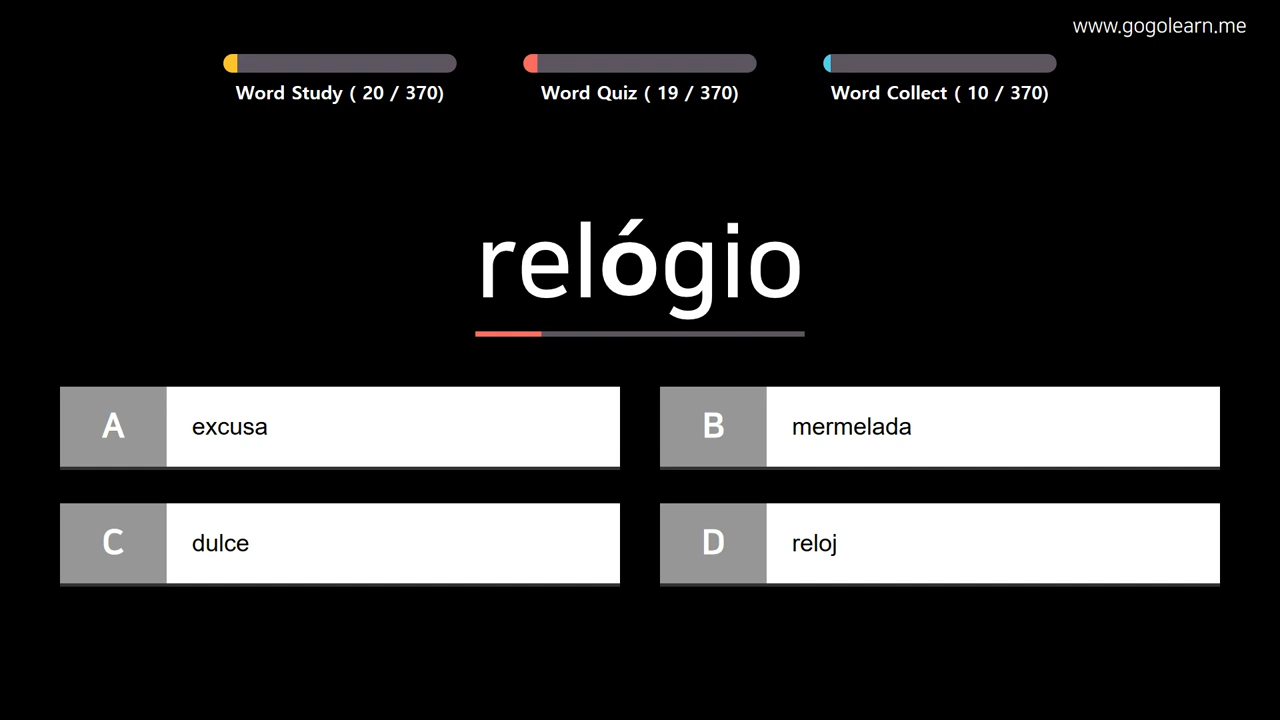 www.gogolearn.me
Word Study ( 20 / 370)
Word Quiz ( 19 / 370)
Word Collect ( 10 / 370)
relógio
A excusa
B mermelada
C dulce
D reloj